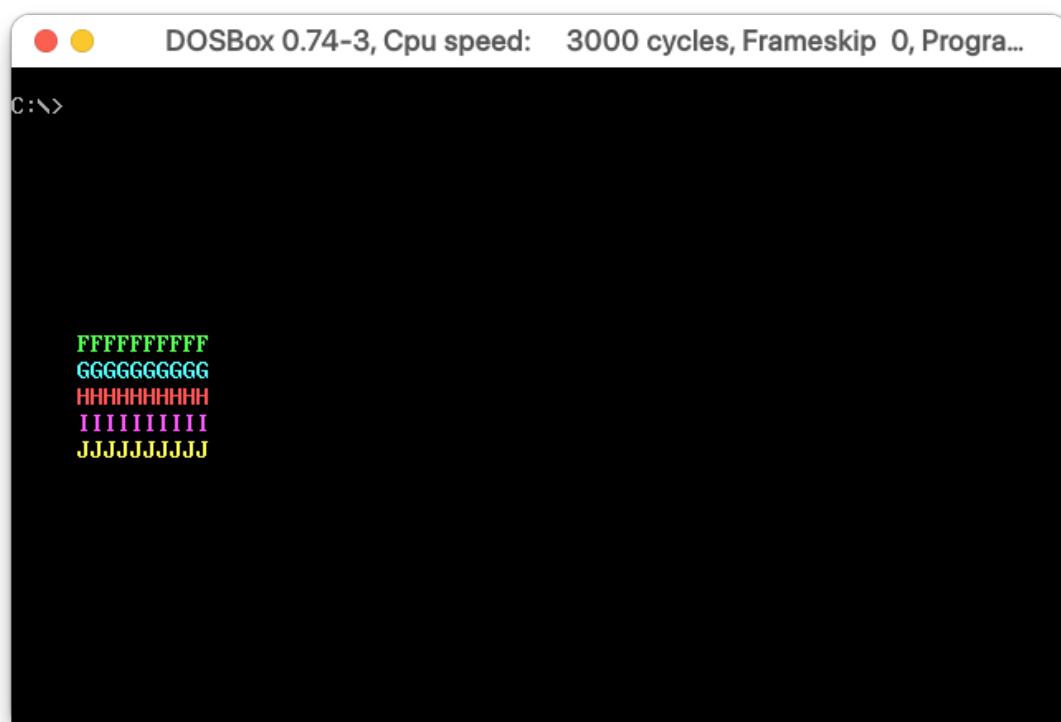 DOSBox 0.74-3, Cpu speed: 3000 cycles, Frameskip 0, Progra...
C:\>
FFFFFFFFFF
GGGGGGGGGG
HHHHHHHHHH
IIIIIIIIII
JJJJJJJJJJ